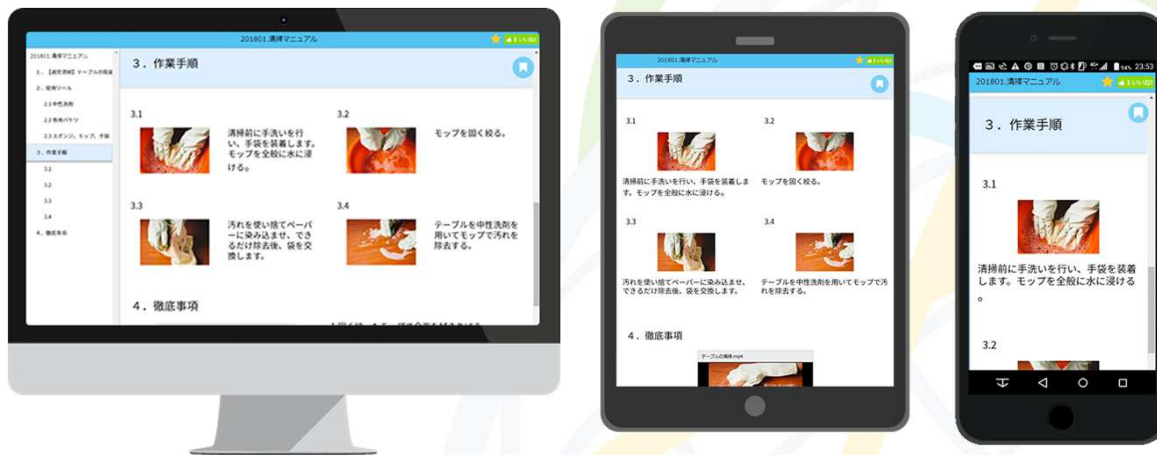 201801.清掃マニュアル
1いいね!
201801.清掃マニュアル
2.使用ツール
2.1中性洗剤
2.2専用バケツ
2.3スポンジ、モップ、手袋
3.作業手順
3.1
3.2
3.3
3.4
4.徹底事項
3.作業手順
3.1
清掃前に手洗いを行
い、手袋を装着します。
モップを全般に水に浸
ける。
3.2
モップを固く絞る。
3.3
汚れを使い捨てペーパ
ーに染み込ませ、でき
るだけ除去後、袋を交
換します。
3.4
テーブルを中性洗剤を
用いてモップで汚れを
除去する。
4.徹底事項
201801.清掃マニュアル
1いいね!
3.作業手順
3.1
清掃前に手洗いを行い、手袋を装着しま
す。モップを全般に水に浸ける。
3.2
モップを固く絞る。
3.3
汚れを使い捨てペーパーに染み込ませ、
できるだけ除去後、袋を交換します。
3.4
テーブルを中性洗剤を用いてモップで汚
れを除去する。
4.徹底事項
テーブルの清掃.mp4
94% 23:53
201801.清掃マニュアル
1いいね!
3.作業手順
3.1
清掃前に手洗いを行い、手袋を装着
します。モップを全般に水に浸ける
。
3.2